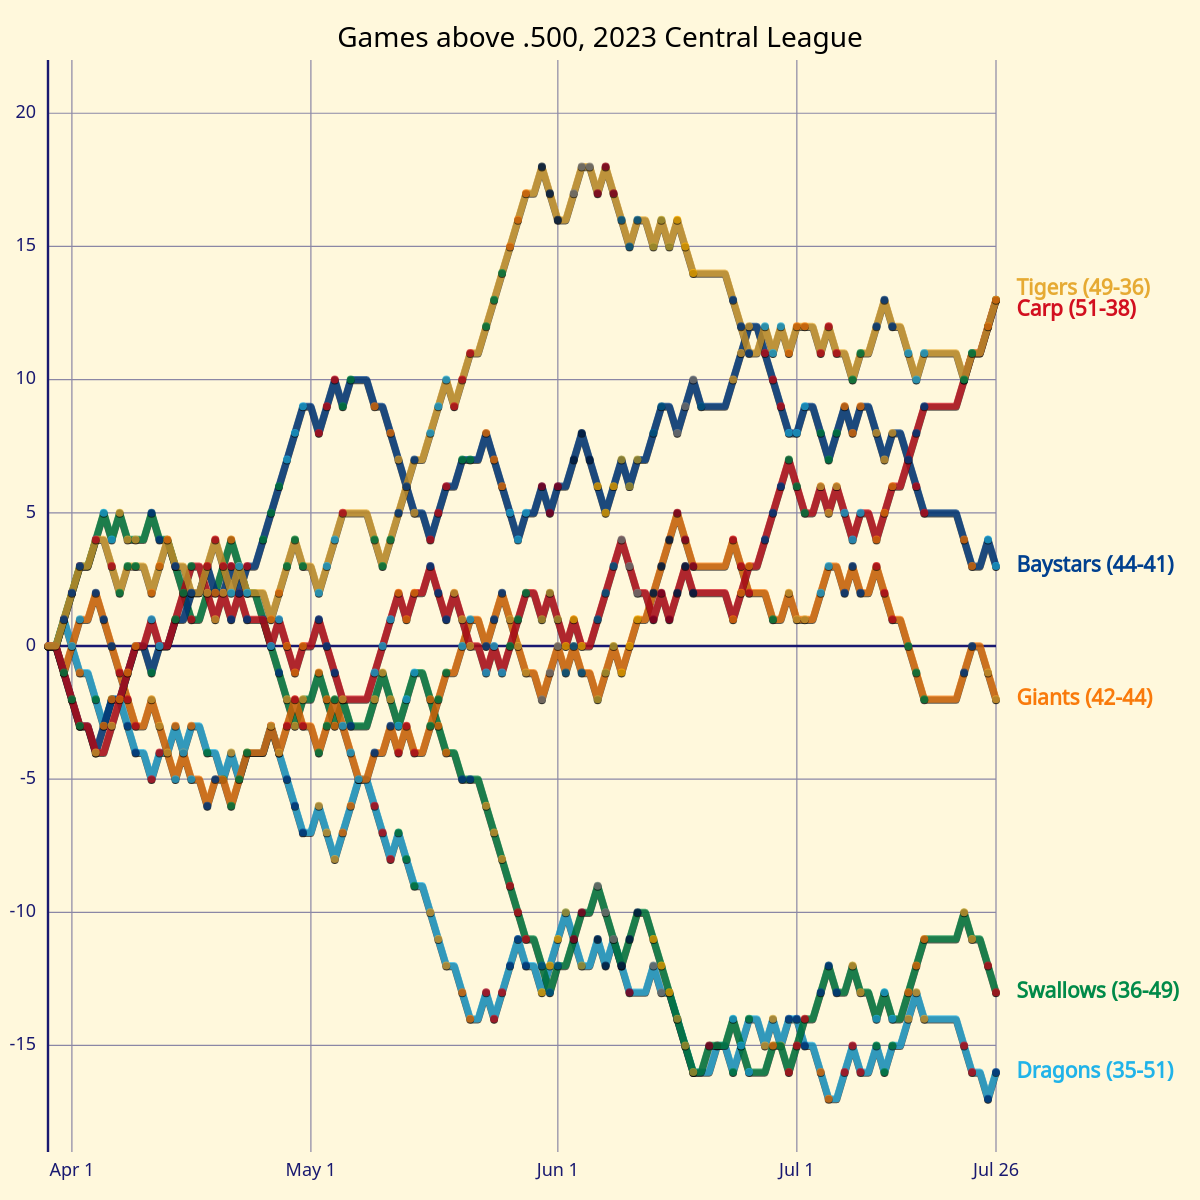 Games above .500, 2023 Central League
20
15
10
5
0
-5
-10
-15
Tigers (49-36)
Carp (51-38)
Baystars (44-41)
Giants (42-44)
Swallows (36-49)
Dragons (35-51)
Apr 1
May 1
Jun 1
Jul 1
Jul 26